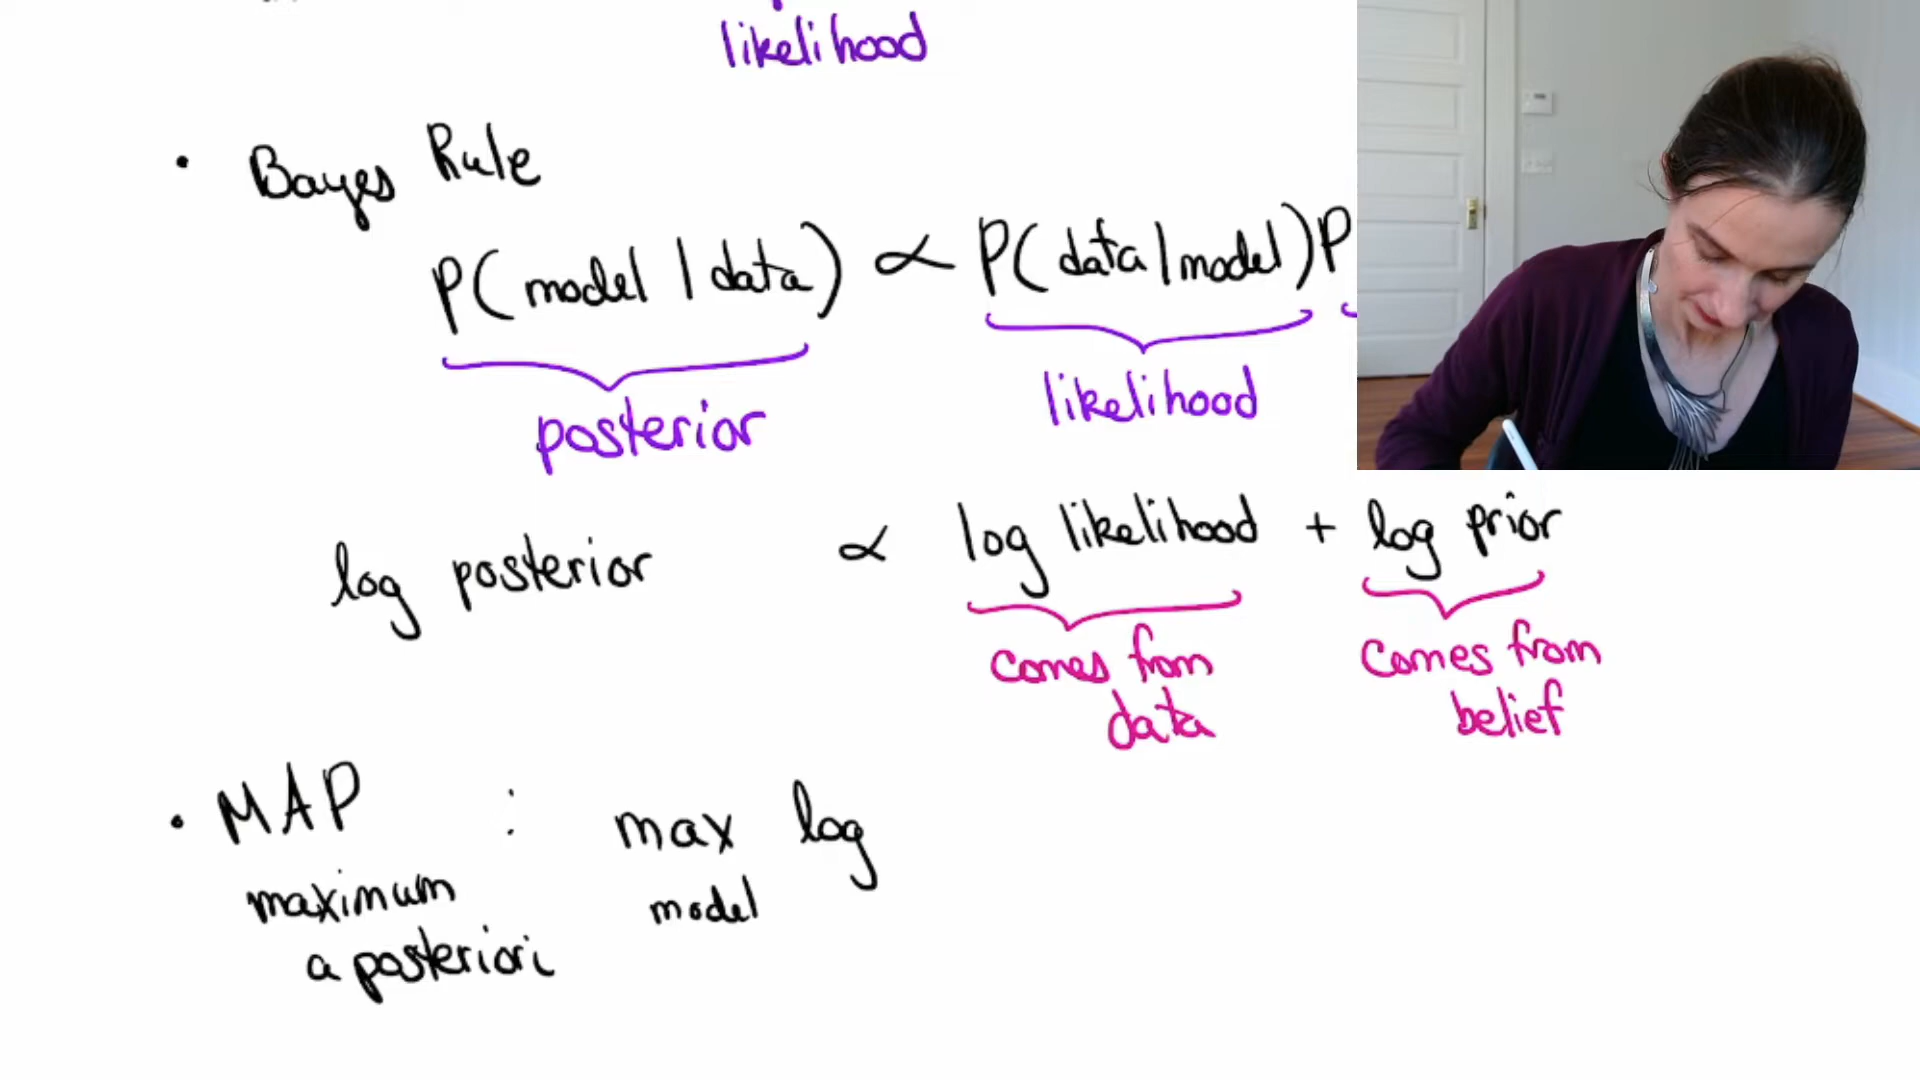 likelihood
• Bayes Rule
P(model | data) ∝ P(data | model) P
posterior
likelihood
log posterior ∝ log likelihood + log prior
comes from data
comes from belief
• MAP : max log
maximum
model
a posteriori